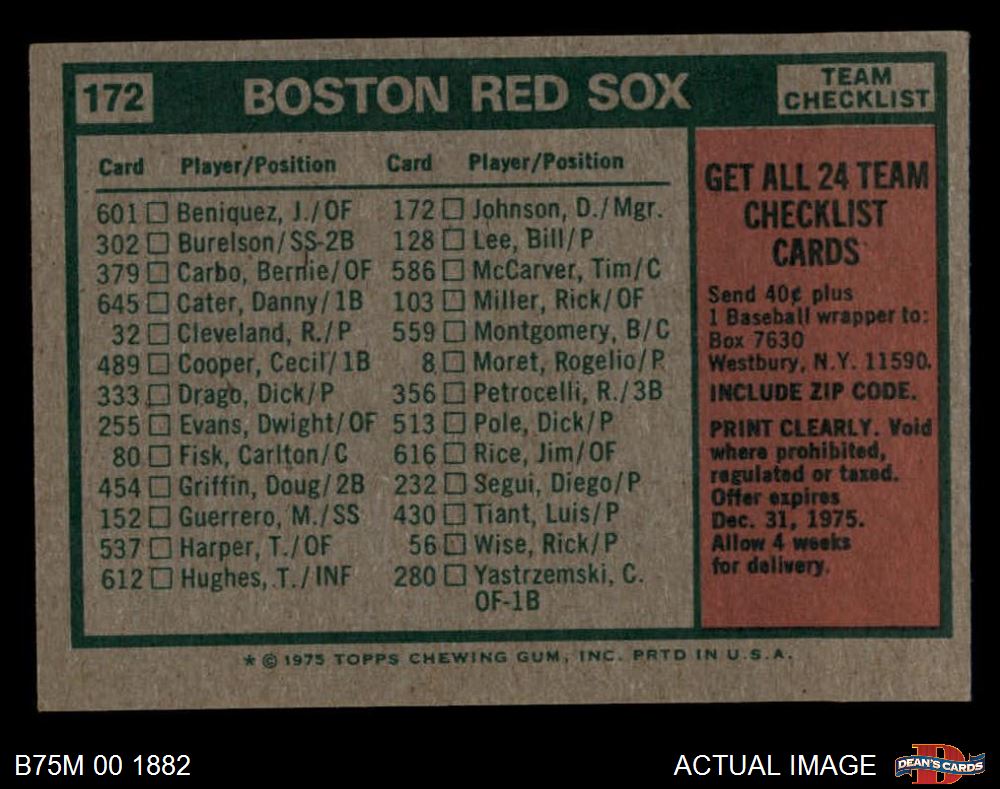 172
BOSTON RED SOX
TEAM
CHECKLIST
Card Player/Position
601 Beniquez, J./OF
302 Burelson/SS-2B
379 Carbo, Bernie/OF
645 Cater, Danny/1B
32 Cleveland, R./P
489 Cooper, Cecil/1B
333 Drago, Dick/P
255 Evans, Dwight/OF
80 Fisk, Carlton/C
454 Griffin, Doug/2B
152 Guerrero, M./SS
537 Harper, T./OF
612 Hughes, T./INF
Card Player/Position
172 Johnson, D./Mgr.
128 Lee, Bill/P
586 McCarver, Tim/C
103 Miller, Rick/OF
559 Montgomery, B/C
8 Moret, Rogelio/P
356 Petrocelli, R./3B
513 Pole, Dick/P
616 Rice, Jim/OF
232 Segui, Diego/P
430 Tiant, Luis/P
56 Wise, Rick/P
280 Yastrzemski, C.
OF-1B
GET ALL 24 TEAM
CHECKLIST
CARDS
Send 40¢ plus
1 Baseball wrapper to:
Box 7630
Westbury, N.Y. 11590.
INCLUDE ZIP CODE.
PRINT CLEARLY. Void
where prohibited,
regulated or taxed.
Offer expires
Dec. 31, 1975.
Allow 4 weeks
for delivery.
* © 1975 TOPPS CHEWING GUM, INC. PRTD IN U.S.A.
B75M 00 1882
ACTUAL IMAGE
D
DEAN'S CARDS